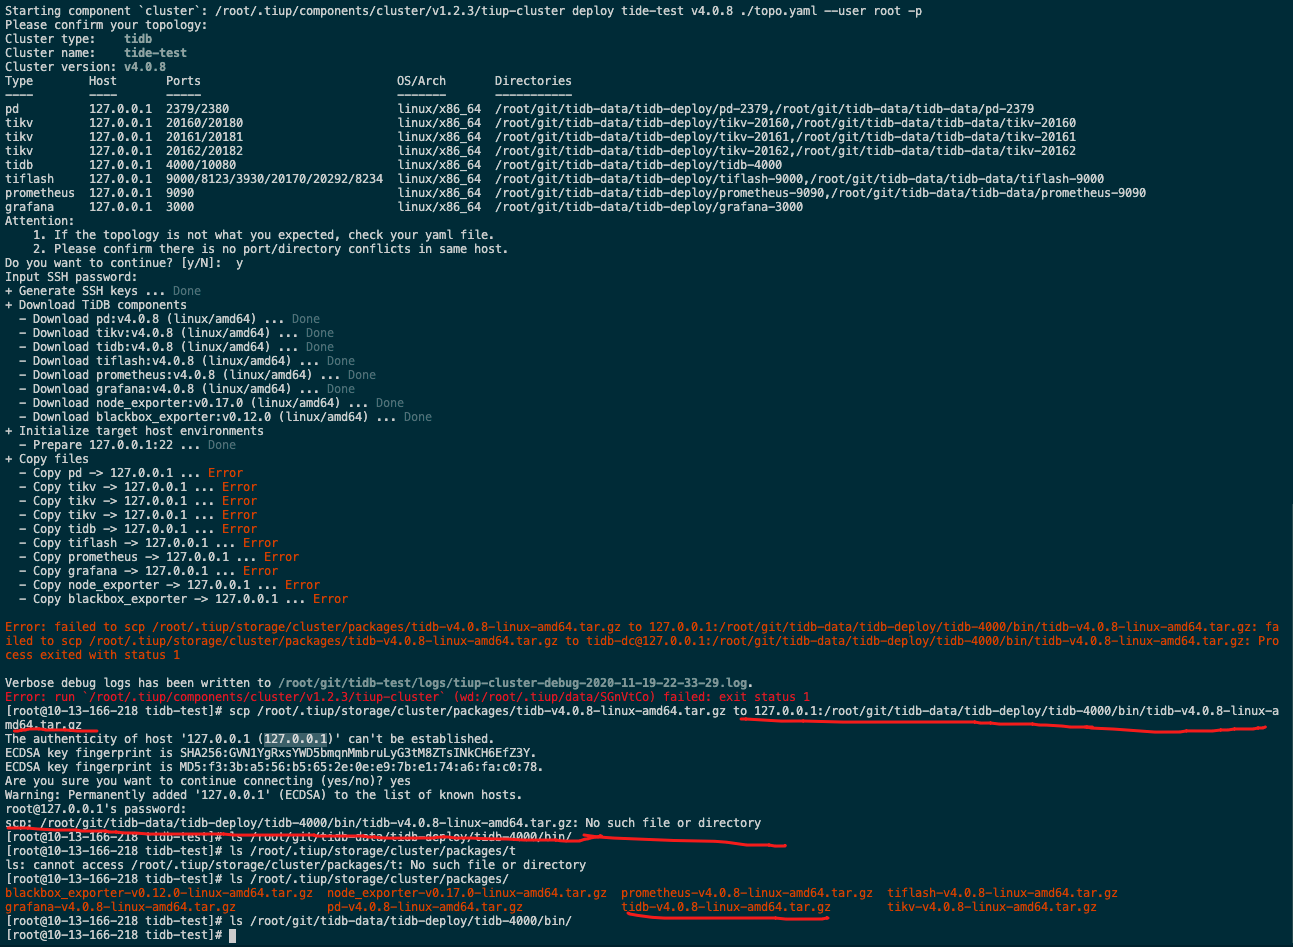 Starting component `cluster`: /root/.tiup/components/cluster/v1.2.3/tiup-cluster deploy tide-test v4.0.8 ./topo.yaml --user root -p
Please confirm your topology:
Cluster type:    tidb
Cluster name:    tide-test
Cluster version: v4.0.8
Type        Host       Ports                            OS/Arch       Directories
----        ----       -----                            -------       -----------
pd          127.0.0.1  2379/2380                        linux/x86_64  /root/git/tidb-data/tidb-deploy/pd-2379,/root/git/tidb-data/tidb-data/pd-2379
tikv        127.0.0.1  20160/20180                      linux/x86_64  /root/git/tidb-data/tidb-deploy/tikv-20160,/root/git/tidb-data/tidb-data/tikv-20160
tikv        127.0.0.1  20161/20181                      linux/x86_64  /root/git/tidb-data/tidb-deploy/tikv-20161,/root/git/tidb-data/tidb-data/tikv-20161
tikv        127.0.0.1  20162/20182                      linux/x86_64  /root/git/tidb-data/tidb-deploy/tikv-20162,/root/git/tidb-data/tidb-data/tikv-20162
tidb        127.0.0.1  4000/10080                       linux/x86_64  /root/git/tidb-data/tidb-deploy/tidb-4000
tiflash     127.0.0.1  9000/8123/3930/20170/20292/8234  linux/x86_64  /root/git/tidb-data/tidb-deploy/tiflash-9000,/root/git/tidb-data/tidb-data/tiflash-9000
prometheus  127.0.0.1  9090                             linux/x86_64  /root/git/tidb-data/tidb-deploy/prometheus-9090,/root/git/tidb-data/tidb-data/prometheus-9090
grafana     127.0.0.1  3000                             linux/x86_64  /root/git/tidb-data/tidb-deploy/grafana-3000
Attention:
    1. If the topology is not what you expected, check your yaml file.
    2. Please confirm there is no port/directory conflicts in same host.
Do you want to continue? [y/N]:  y
Input SSH password:
+ Generate SSH keys ... Done
+ Download TiDB components
  - Download pd:v4.0.8 (linux/amd64) ... Done
  - Download tikv:v4.0.8 (linux/amd64) ... Done
  - Download tidb:v4.0.8 (linux/amd64) ... Done
  - Download tiflash:v4.0.8 (linux/amd64) ... Done
  - Download prometheus:v4.0.8 (linux/amd64) ... Done
  - Download grafana:v4.0.8 (linux/amd64) ... Done
  - Download node_exporter:v0.17.0 (linux/amd64) ... Done
  - Download blackbox_exporter:v0.12.0 (linux/amd64) ... Done
+ Initialize target host environments
  - Prepare 127.0.0.1:22 ... Done
+ Copy files
  - Copy pd -> 127.0.0.1 ... Error
  - Copy tikv -> 127.0.0.1 ... Error
  - Copy tikv -> 127.0.0.1 ... Error
  - Copy tikv -> 127.0.0.1 ... Error
  - Copy tidb -> 127.0.0.1 ... Error
  - Copy tiflash -> 127.0.0.1 ... Error
  - Copy prometheus -> 127.0.0.1 ... Error
  - Copy grafana -> 127.0.0.1 ... Error
  - Copy node_exporter -> 127.0.0.1 ... Error
  - Copy blackbox_exporter -> 127.0.0.1 ... Error
Error: failed to scp /root/.tiup/storage/cluster/packages/tidb-v4.0.8-linux-amd64.tar.gz to 127.0.0.1:/root/git/tidb-data/tidb-deploy/tidb-4000/bin/tidb-v4.0.8-linux-amd64.tar.gz: fa
iled to scp /root/.tiup/storage/cluster/packages/tidb-v4.0.8-linux-amd64.tar.gz to tidb-dc@127.0.0.1:/root/git/tidb-data/tidb-deploy/tidb-4000/bin/tidb-v4.0.8-linux-amd64.tar.gz: Pro
cess exited with status 1
Verbose debug logs has been written to /root/git/tidb-test/logs/tiup-cluster-debug-2020-11-19-22-33-29.log.
Error: run `/root/.tiup/components/cluster/v1.2.3/tiup-cluster` (wd:/root/.tiup/data/SGnVtCo) failed: exit status 1
[root@10-13-166-218 tidb-test]# scp /root/.tiup/storage/cluster/packages/tidb-v4.0.8-linux-amd64.tar.gz to 127.0.0.1:/root/git/tidb-data/tidb-deploy/tidb-4000/bin/tidb-v4.0.8-linux-a
md64.tar.gz
The authenticity of host '127.0.0.1 (127.0.0.1)' can't be established.
ECDSA key fingerprint is SHA256:GVN1YgRxsYWD5bmqnMmbruLyG3tM8ZTsINkCH6EfZ3Y.
ECDSA key fingerprint is MD5:f3:3b:a5:56:b5:65:2e:0e:e9:7b:e1:74:a6:fa:c0:78.
Are you sure you want to continue connecting (yes/no)? yes
Warning: Permanently added '127.0.0.1' (ECDSA) to the list of known hosts.
root@127.0.0.1's password:
scp: /root/git/tidb-data/tidb-deploy/tidb-4000/bin/tidb-v4.0.8-linux-amd64.tar.gz: No such file or directory
[root@10-13-166-218 tidb-test]# ls /root/git/tidb-data/tidb-deploy/tidb-4000/bin/
[root@10-13-166-218 tidb-test]# ls /root/.tiup/storage/cluster/packages/t
ls: cannot access /root/.tiup/storage/cluster/packages/t: No such file or directory
[root@10-13-166-218 tidb-test]# ls /root/.tiup/storage/cluster/packages/
blackbox_exporter-v0.12.0-linux-amd64.tar.gz  node_exporter-v0.17.0-linux-amd64.tar.gz  prometheus-v4.0.8-linux-amd64.tar.gz  tiflash-v4.0.8-linux-amd64.tar.gz
grafana-v4.0.8-linux-amd64.tar.gz             pd-v4.0.8-linux-amd64.tar.gz              tidb-v4.0.8-linux-amd64.tar.gz        tikv-v4.0.8-linux-amd64.tar.gz
[root@10-13-166-218 tidb-test]# ls /root/git/tidb-data/tidb-deploy/tidb-4000/bin/
[root@10-13-166-218 tidb-test]#